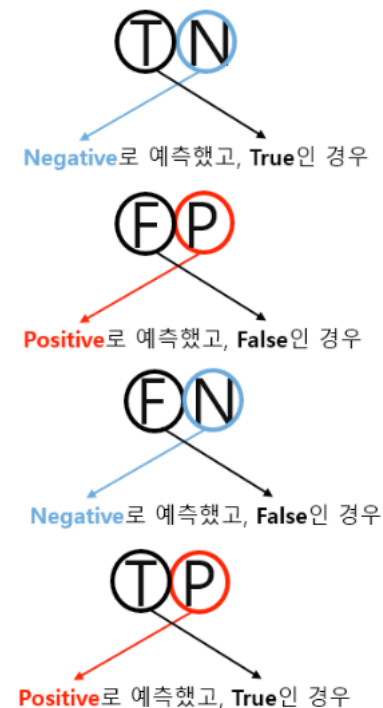 TN
Negative로 예측했고, True인 경우
FP
Positive로 예측했고, False인 경우
FN
Negative로 예측했고, False인 경우
TP
Positive로 예측했고, True인 경우